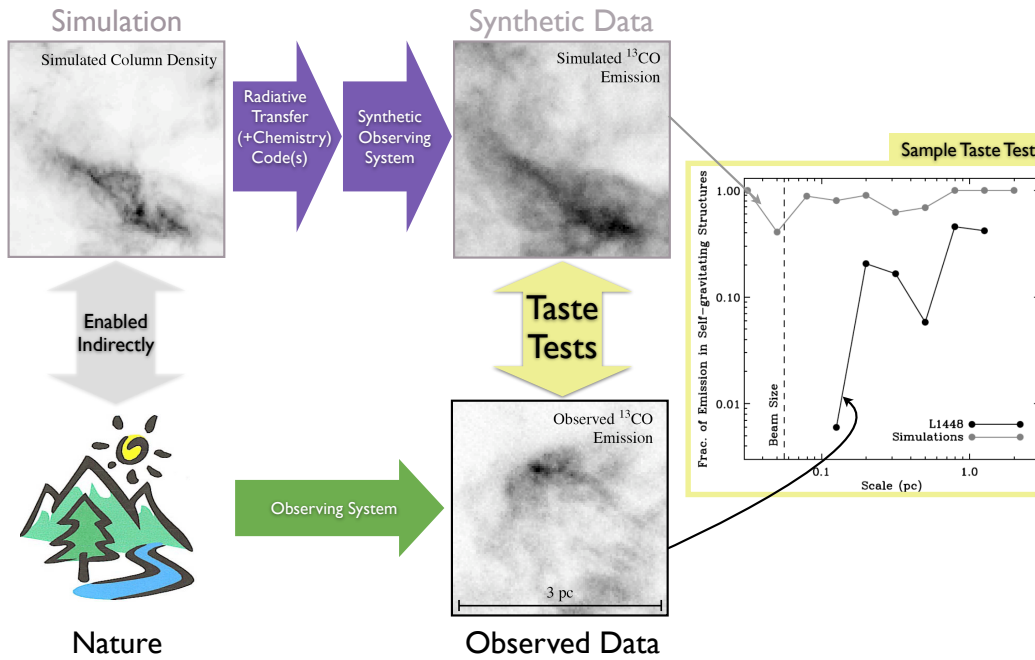 Simulation
Synthetic Data
Simulated Column Density
Radiative
Transfer
(+Chemistry)
Code(s)
Synthetic
Observing
System
Simulated ¹³CO
Emission
Sample Taste Test
Frac. of Emission in Self-gravitating Structures
1.00
0.10
0.01
Beam Size
L1448
Simulations
0.1
1.0
Scale (pc)
Enabled
Indirectly
Taste
Tests
Observing System
Observed ¹³CO
Emission
3 pc
Nature
Observed Data